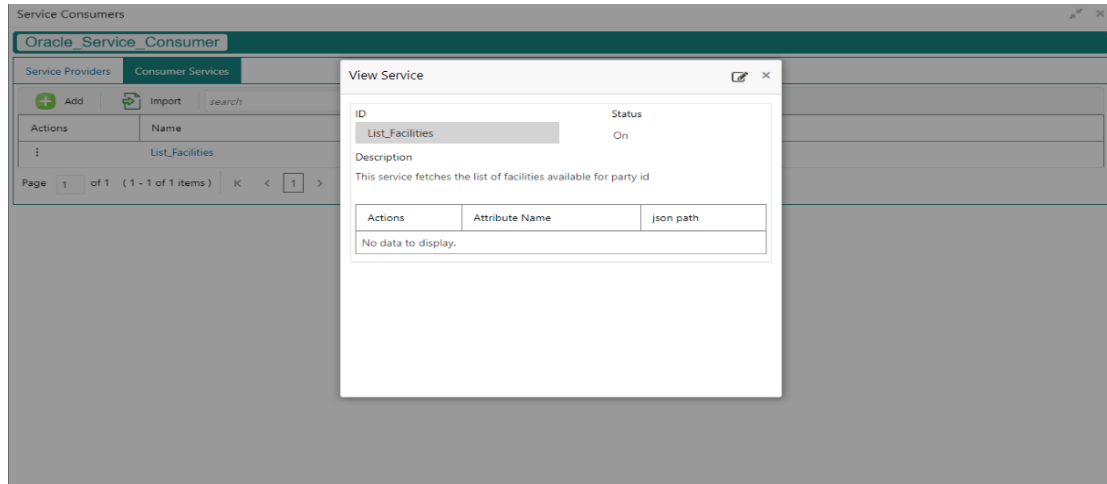 Service Consumers
Oracle_Service_Consumer
Service Providers Consumer Services
Add Import search
Actions Name
List_Facilities
Page 1 of 1 (1 - 1 of 1 items) K < 1 >
View Service
ID Status
List_Facilities On
Description
This service fetches the list of facilities available for party id
Actions Attribute Name json path
No data to display.